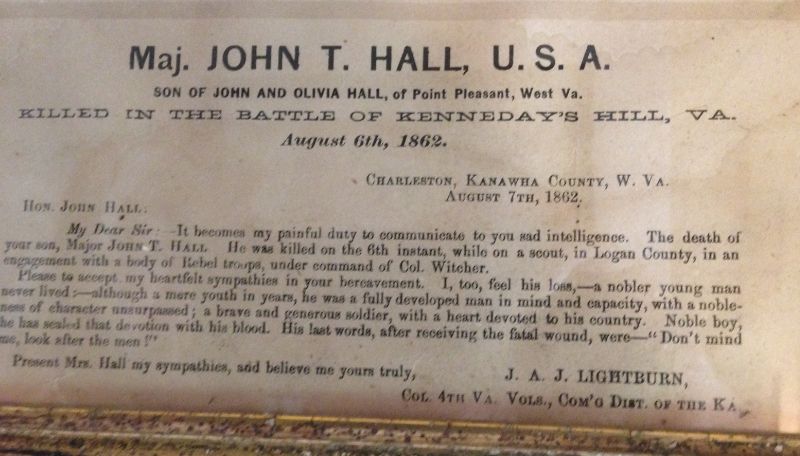 Maj. JOHN T. HALL, U. S. A.
SON OF JOHN AND OLIVIA HALL, of Point Pleasant, West Va.
KILLED IN THE BATTLE OF KENNEDAY'S HILL, VA.
August 6th, 1862.
CHARLESTON, KANAWHA COUNTY, W. VA.
AUGUST 7TH, 1862.
HON. JOHN HALL:
My Dear Sir:—It becomes my painful duty to communicate to you sad intelligence. The death of
your son, Major JOHN T. HALL. He was killed on the 6th instant, while on a scout, in Logan County, in an
engagement with a body of Rebel troops, under command of Col. Witcher.
Please to accept my heartfelt sympathies in your bereavement. I, too, feel his loss,—a nobler young man
never lived:—although a mere youth in years, he was a fully developed man in mind and capacity, with a noble-
ness of character unsurpassed; a brave and generous soldier, with a heart devoted to his country. Noble boy,
he has sealed that devotion with his blood. His last words, after receiving the fatal wound, were—"Don't mind
me, look after the men!"
Present Mrs. Hall my sympathies, and believe me yours truly,
J. A. J. LIGHTBURN,
COL. 4TH VA. VOLS., COM'G DIST. OF THE KA